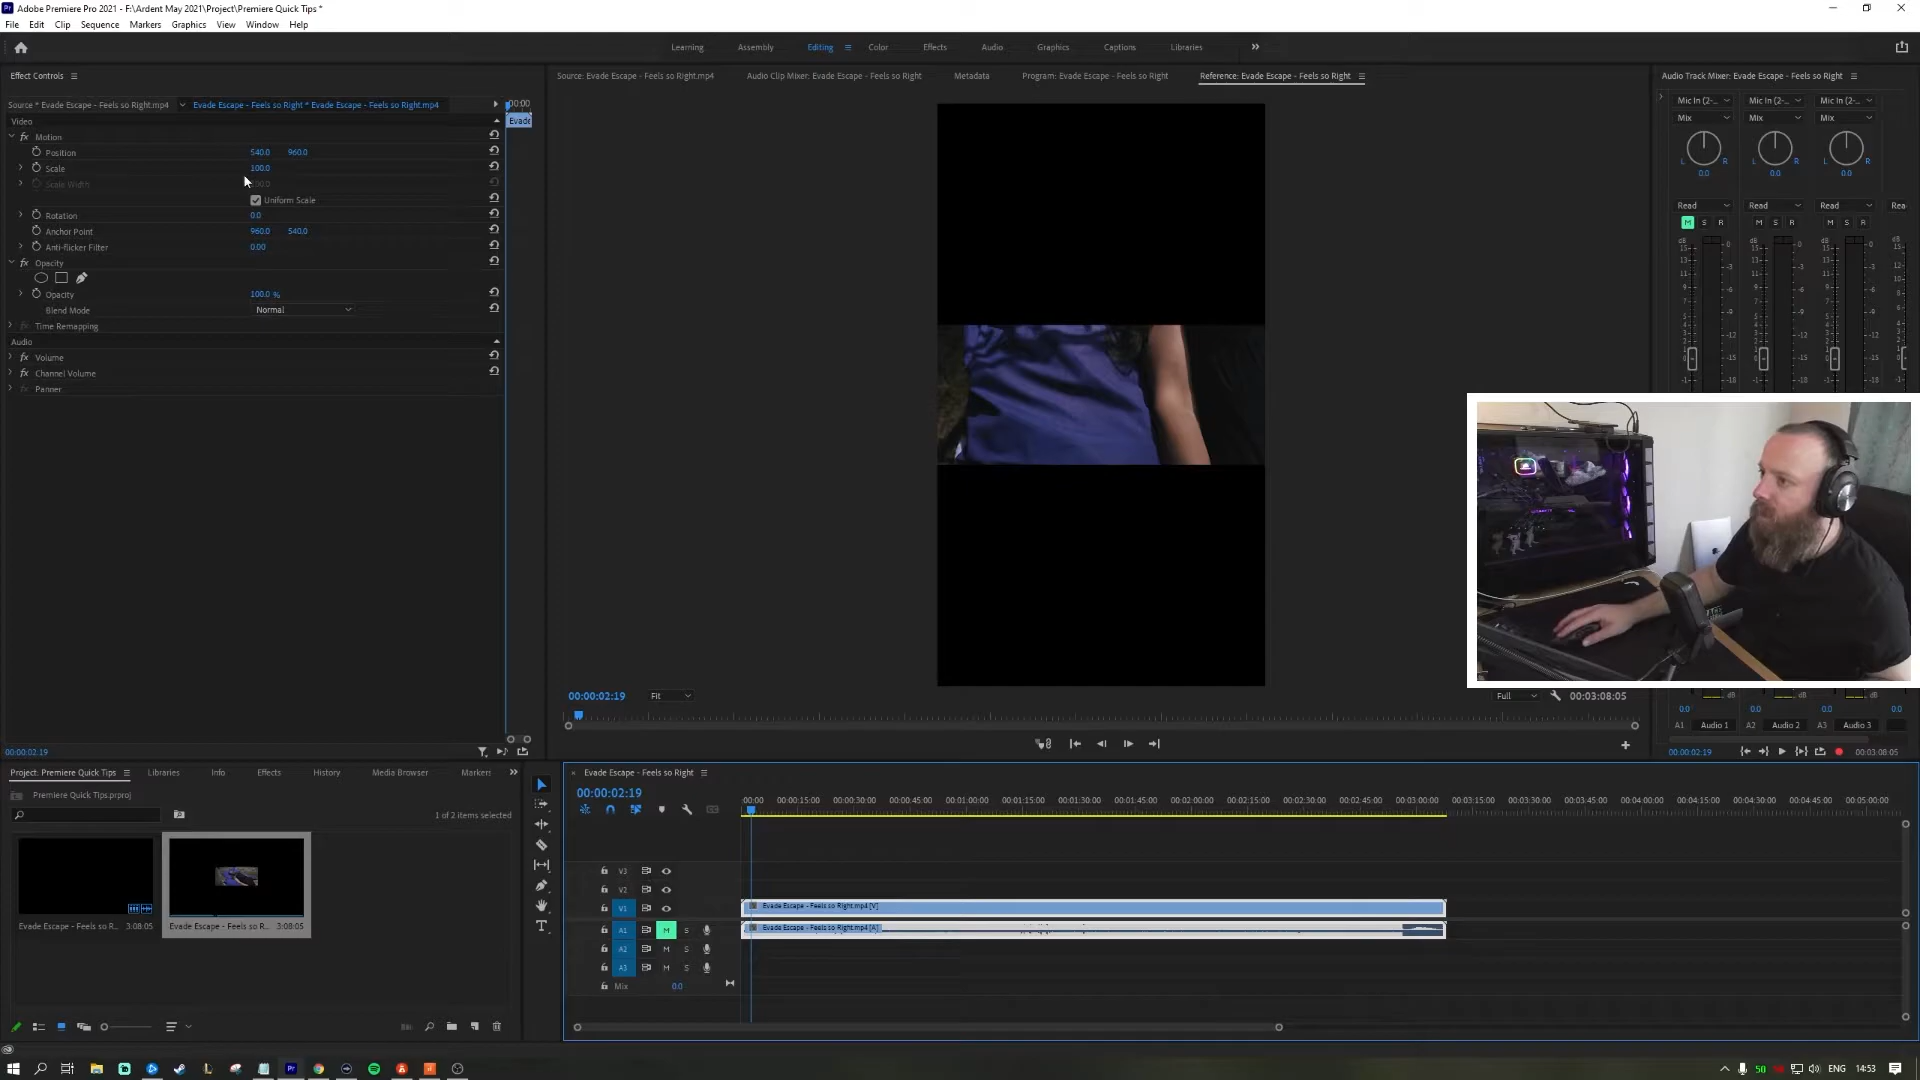 Adobe Premiere Pro 2021 - F:\Ardent May 2021\Project\Premiere Quick Tips *
File Edit Clip Sequence Markers Graphics View Window Help
Learning Assembly Editing Color Effects Audio Graphics Captions Libraries
Effect Controls
Source: Evade Escape - Feels so Right.mp4
Audio Clip Mixer: Evade Escape - Feels so Right
Metadata
Program: Evade Escape - Feels so Right
Reference: Evade Escape - Feels so Right
Audio Track Mixer: Evade Escape - Feels so Right
Source * Evade Escape - Feels so Right.mp4
Evade Escape - Feels so Right * Evade Escape - Feels so Right.mp4
00:00
Evade
Video
fx Motion
Position 540.0 960.0
Scale 100.0
Scale Width
Uniform Scale
Rotation 0.0
Anchor Point 960.0 540.0
Anti-flicker Filter 0.00
fx Opacity
Opacity 100.0 %
Blend Mode Normal
fx Time Remapping
Audio
fx Volume
fx Channel Volume
fx Panner
Mic In (2-... Mic In (2-... Mic In (2-...
Mix Mix Mix
L R L R L R
0.0 0.0 0.0
Read Read Read Rea
M S R M S R M S R
00:00:02:19 Fit Full 00:03:08:05
0.0 0.0 0.0
A1 Audio 1 A2 Audio 2 A3 Audio 3
00:00:02:19 00:03:08:05
00:00:02:19
Project: Premiere Quick Tips Libraries Info Effects History Media Browser Markers
Premiere Quick Tips.prproj
1 of 2 items selected
Evade Escape - Feels so R... 3:08:05
Evade Escape - Feels so R... 3:08:05
Evade Escape - Feels so Right
00:00:02:19
00:00 00:00:15:00 00:00:30:00 00:00:45:00 00:01:00:00 00:01:15:00 00:01:30:00 00:01:45:00 00:02:00:00 00:02:15:00 00:02:30:00 00:02:45:00 00:03:00:00 00:03:15:00 00:03:30:00 00:03:45:00 00:04:00:00 00:04:15:00 00:04:30:00 00:04:45:00 00:05:00:00
V3
V2
V1 Evade Escape - Feels so Right.mp4 [V]
A1 M S Evade Escape - Feels so Right.mp4 [A]
A2 M S
A3 M S
Mix 0.0
Pr
50
ENG 14:53